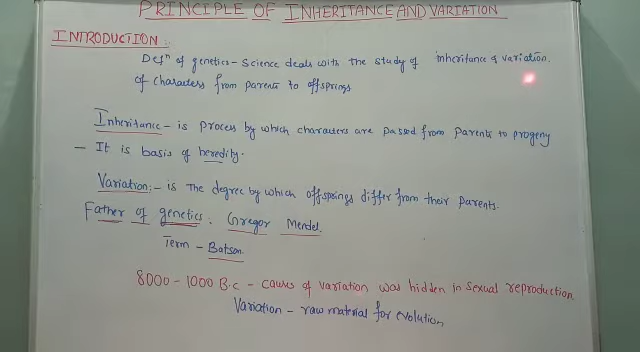 PRINCIPLE OF INHERITANCE AND VARIATION
INTRODUCTION :
Defⁿ of genetics - Science deals with the study of inheritance & variation.
of characters from parents to offsprings
Inheritance - is process by which characters are passed from parents to progeny
- It is basis of heredity.
Variation :- is the degree by which offsprings differ from their parents.
Father of genetics. Gregor Mendel.
Term - Batson
8000 - 1000 B.C - causes of variation was hidden in sexual reproduction
Variation - raw material for evolution